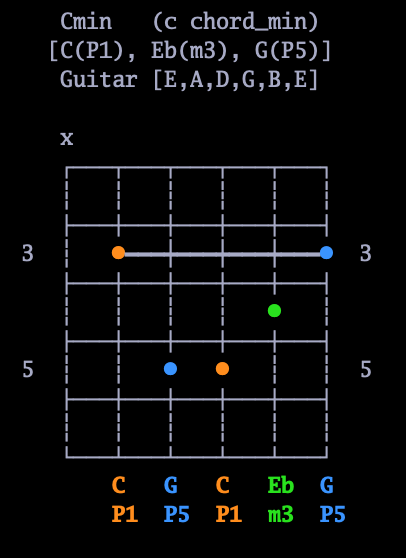 Cmin (c chord_min)
[C(P1), Eb(m3), G(P5)]
Guitar [E,A,D,G,B,E]
x
3 3
5 5
C G C Eb G
P1 P5 P1 m3 P5